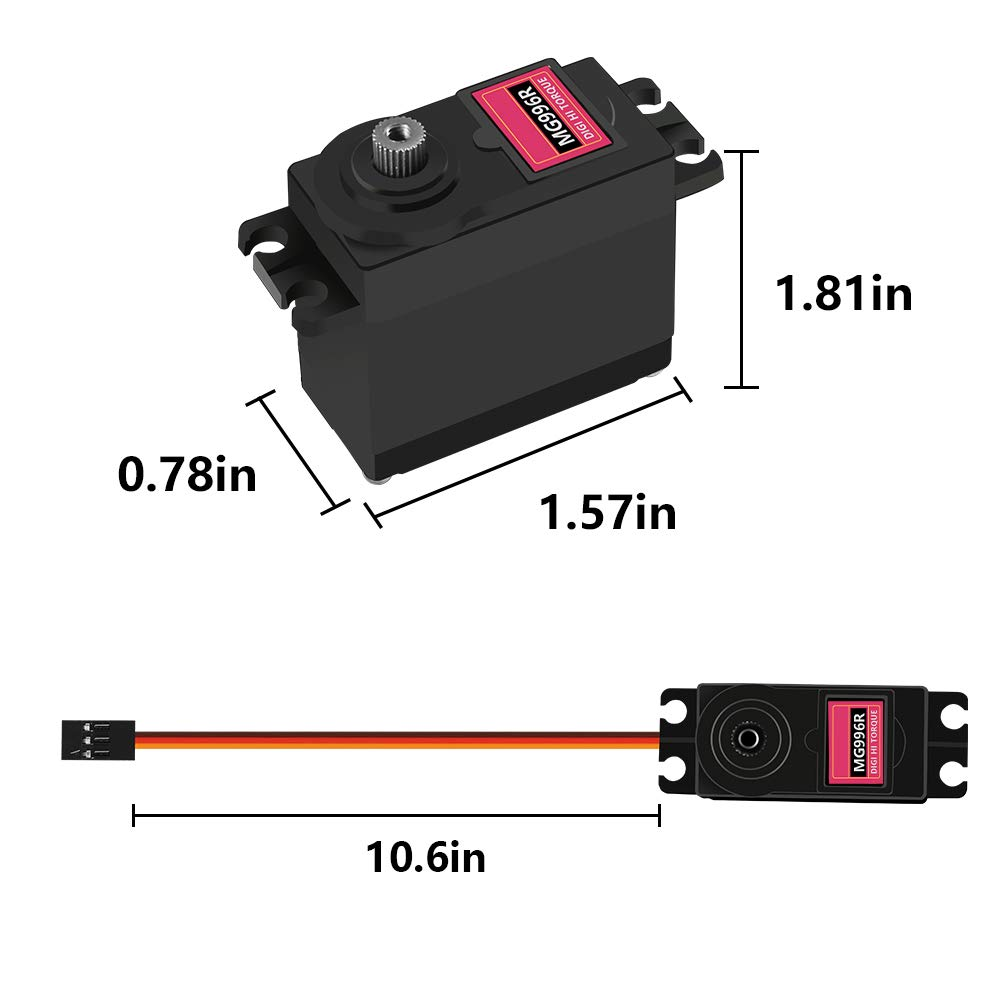 MG996R
DIGI HI TORQUE
1.81in
0.78in
1.57in
MG996R
DIGI HI TORQUE
10.6in